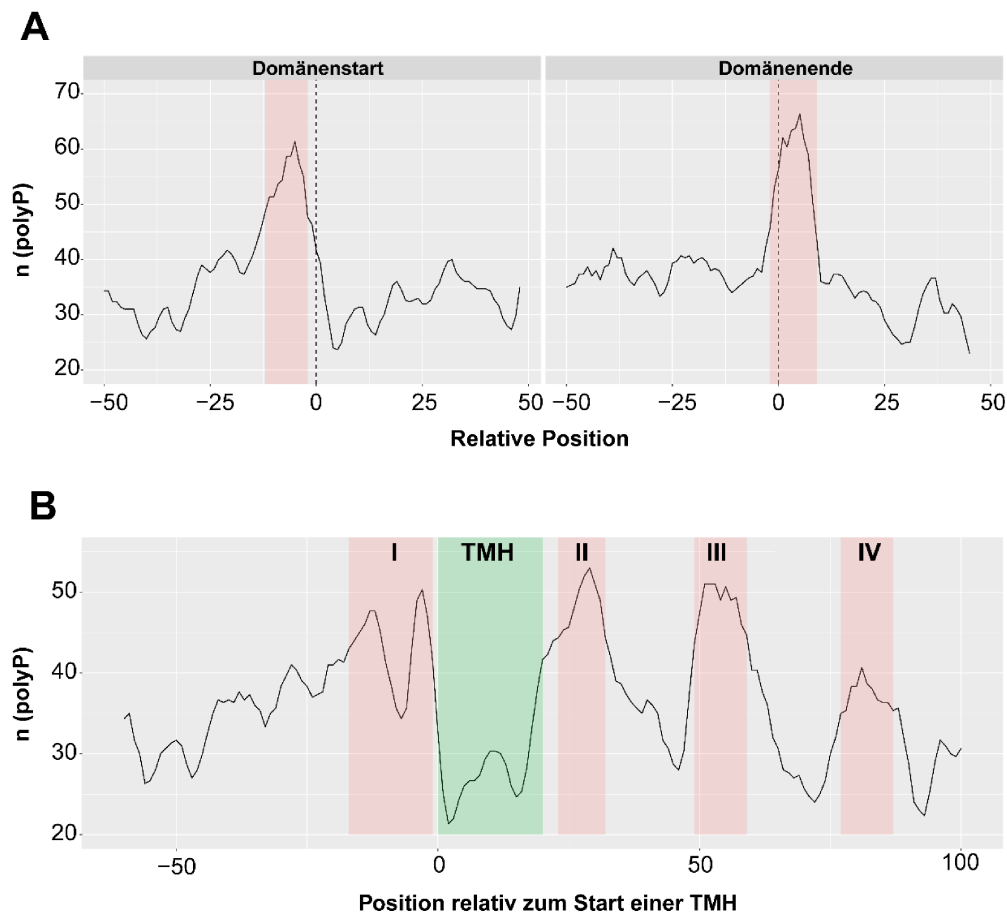 A
Domänenstart Domänenende
70
60
50
40
30
20
n (polyP)
−50 −25 0 25 50 −50 −25 0 25 50
Relative Position
B
I TMH II III IV
50
40
30
20
n (polyP)
−50 0 50 100
Position relativ zum Start einer TMH